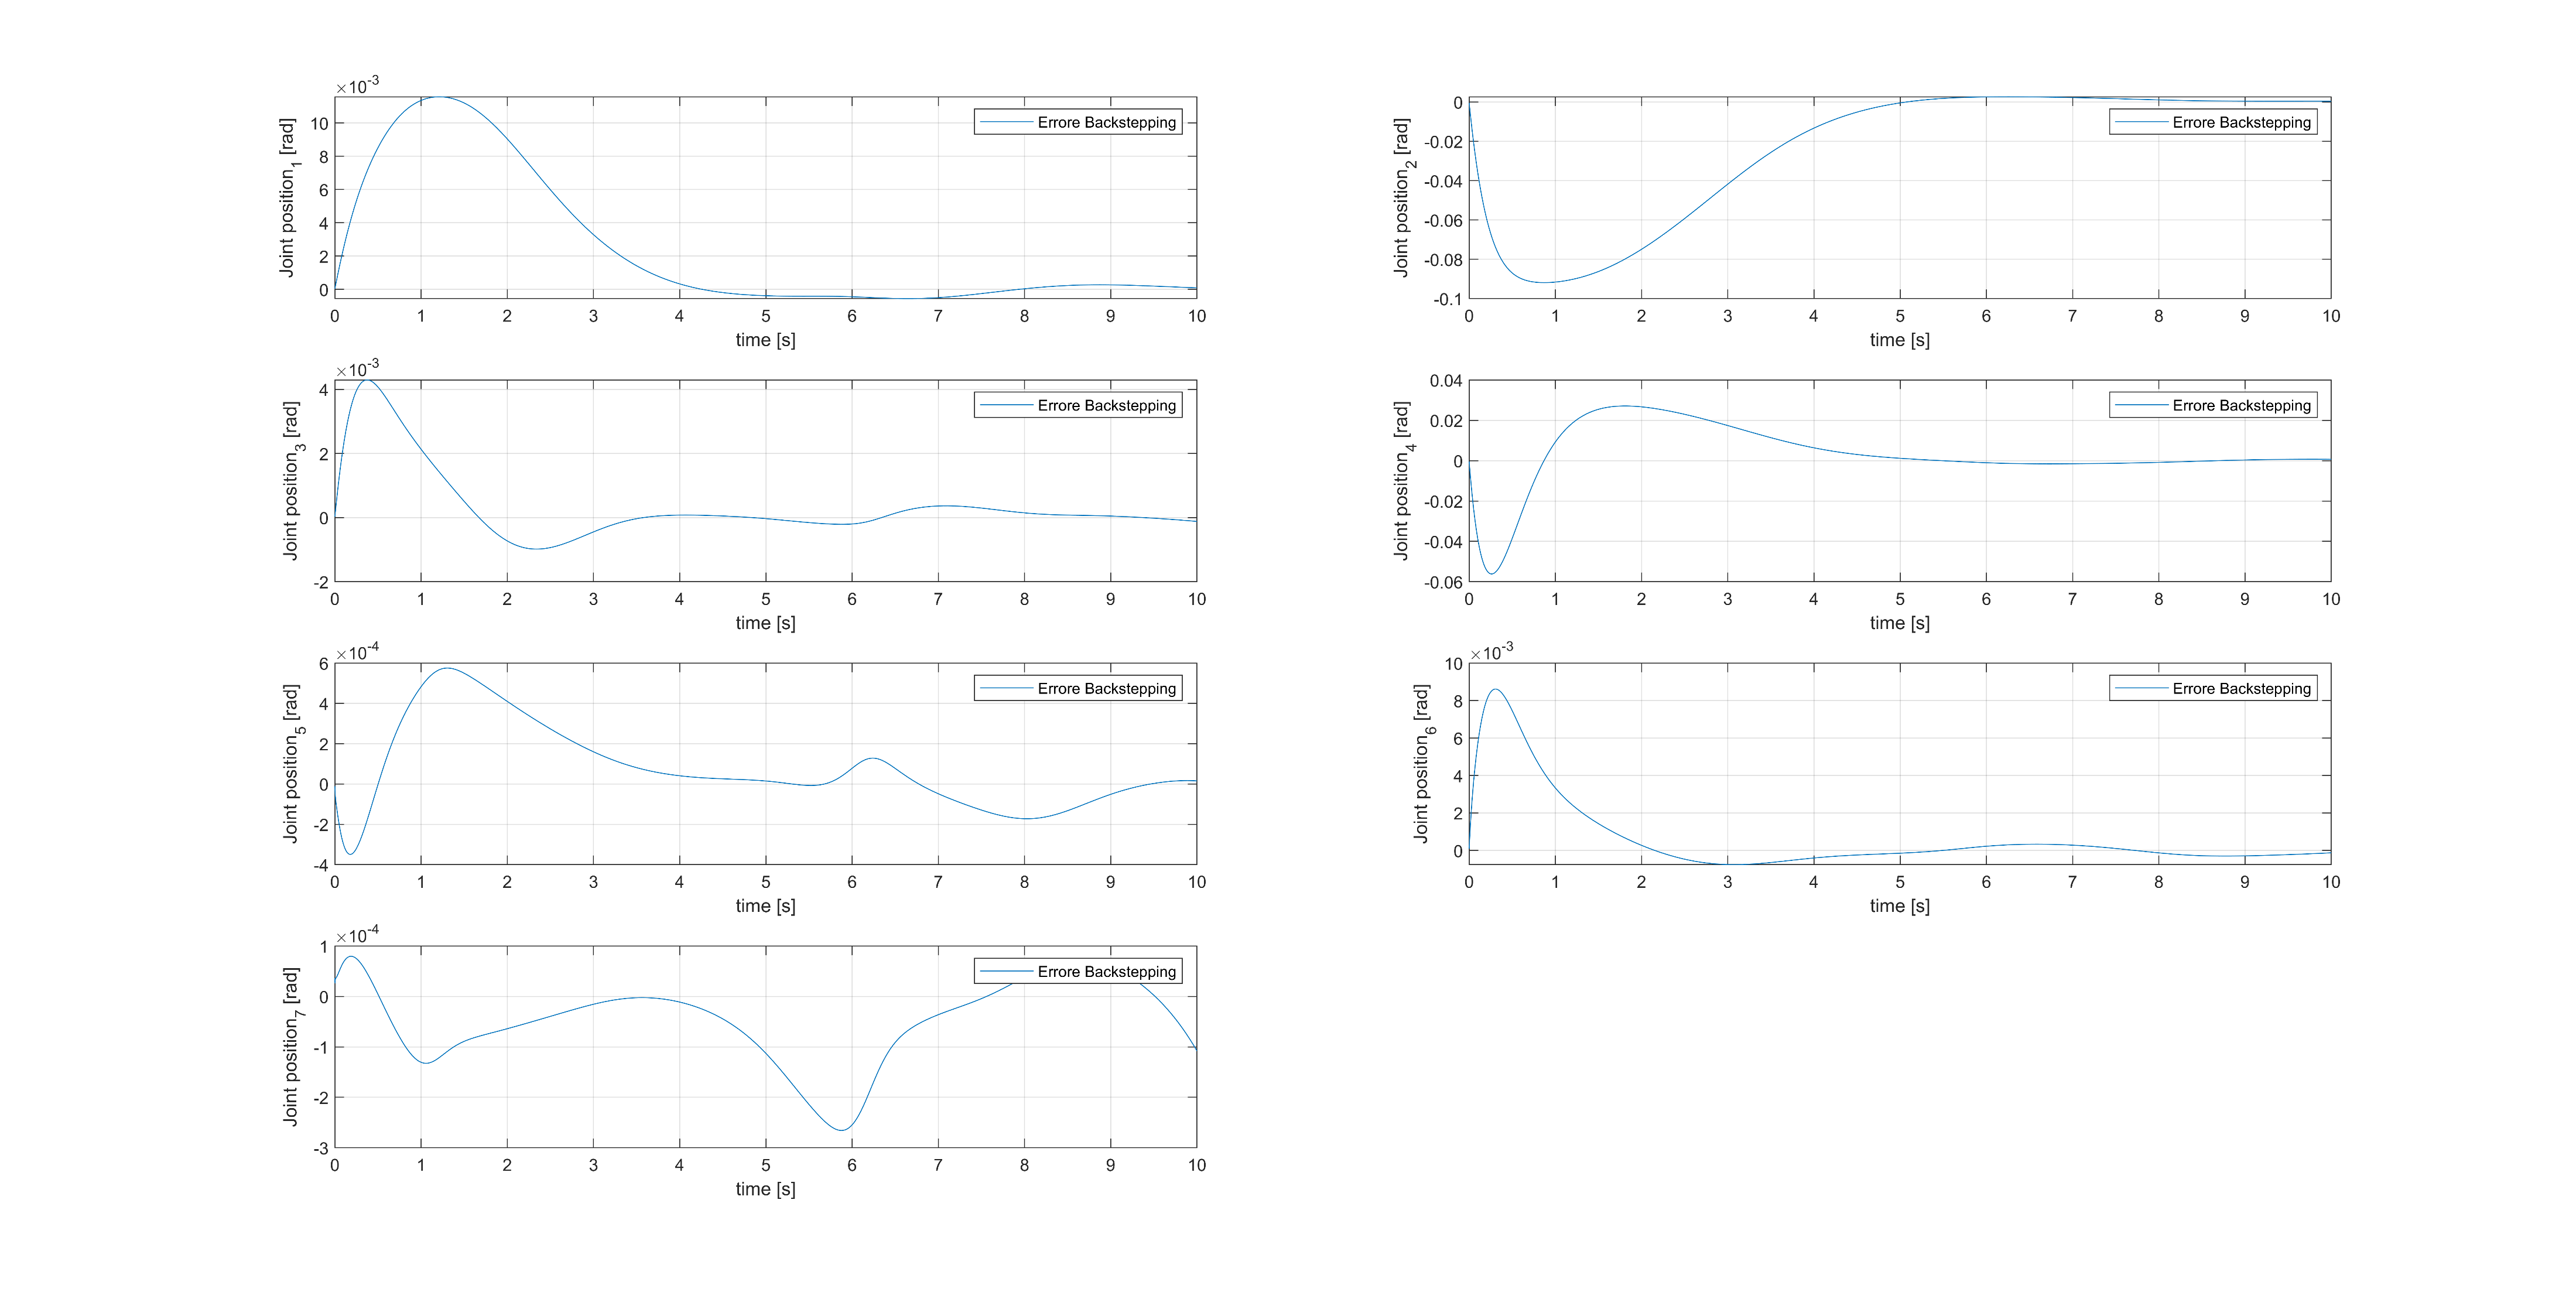 ×10-3
Joint position1 [rad]
10
8
6
4
2
0
Errore Backstepping
0 1 2 3 4 5 6 7 8 9 10
time [s]
Joint position2 [rad]
0
-0.02
-0.04
-0.06
-0.08
-0.1
Errore Backstepping
0 1 2 3 4 5 6 7 8 9 10
time [s]
×10-3
Joint position3 [rad]
4
2
0
-2
Errore Backstepping
0 1 2 3 4 5 6 7 8 9 10
time [s]
Joint position4 [rad]
0.04
0.02
0
-0.02
-0.04
-0.06
Errore Backstepping
0 1 2 3 4 5 6 7 8 9 10
time [s]
×10-4
Joint position5 [rad]
6
4
2
0
-2
-4
Errore Backstepping
0 1 2 3 4 5 6 7 8 9 10
time [s]
×10-3
Joint position6 [rad]
10
8
6
4
2
0
Errore Backstepping
0 1 2 3 4 5 6 7 8 9 10
time [s]
×10-4
Joint position7 [rad]
1
0
-1
-2
-3
Errore Backstepping
0 1 2 3 4 5 6 7 8 9 10
time [s]